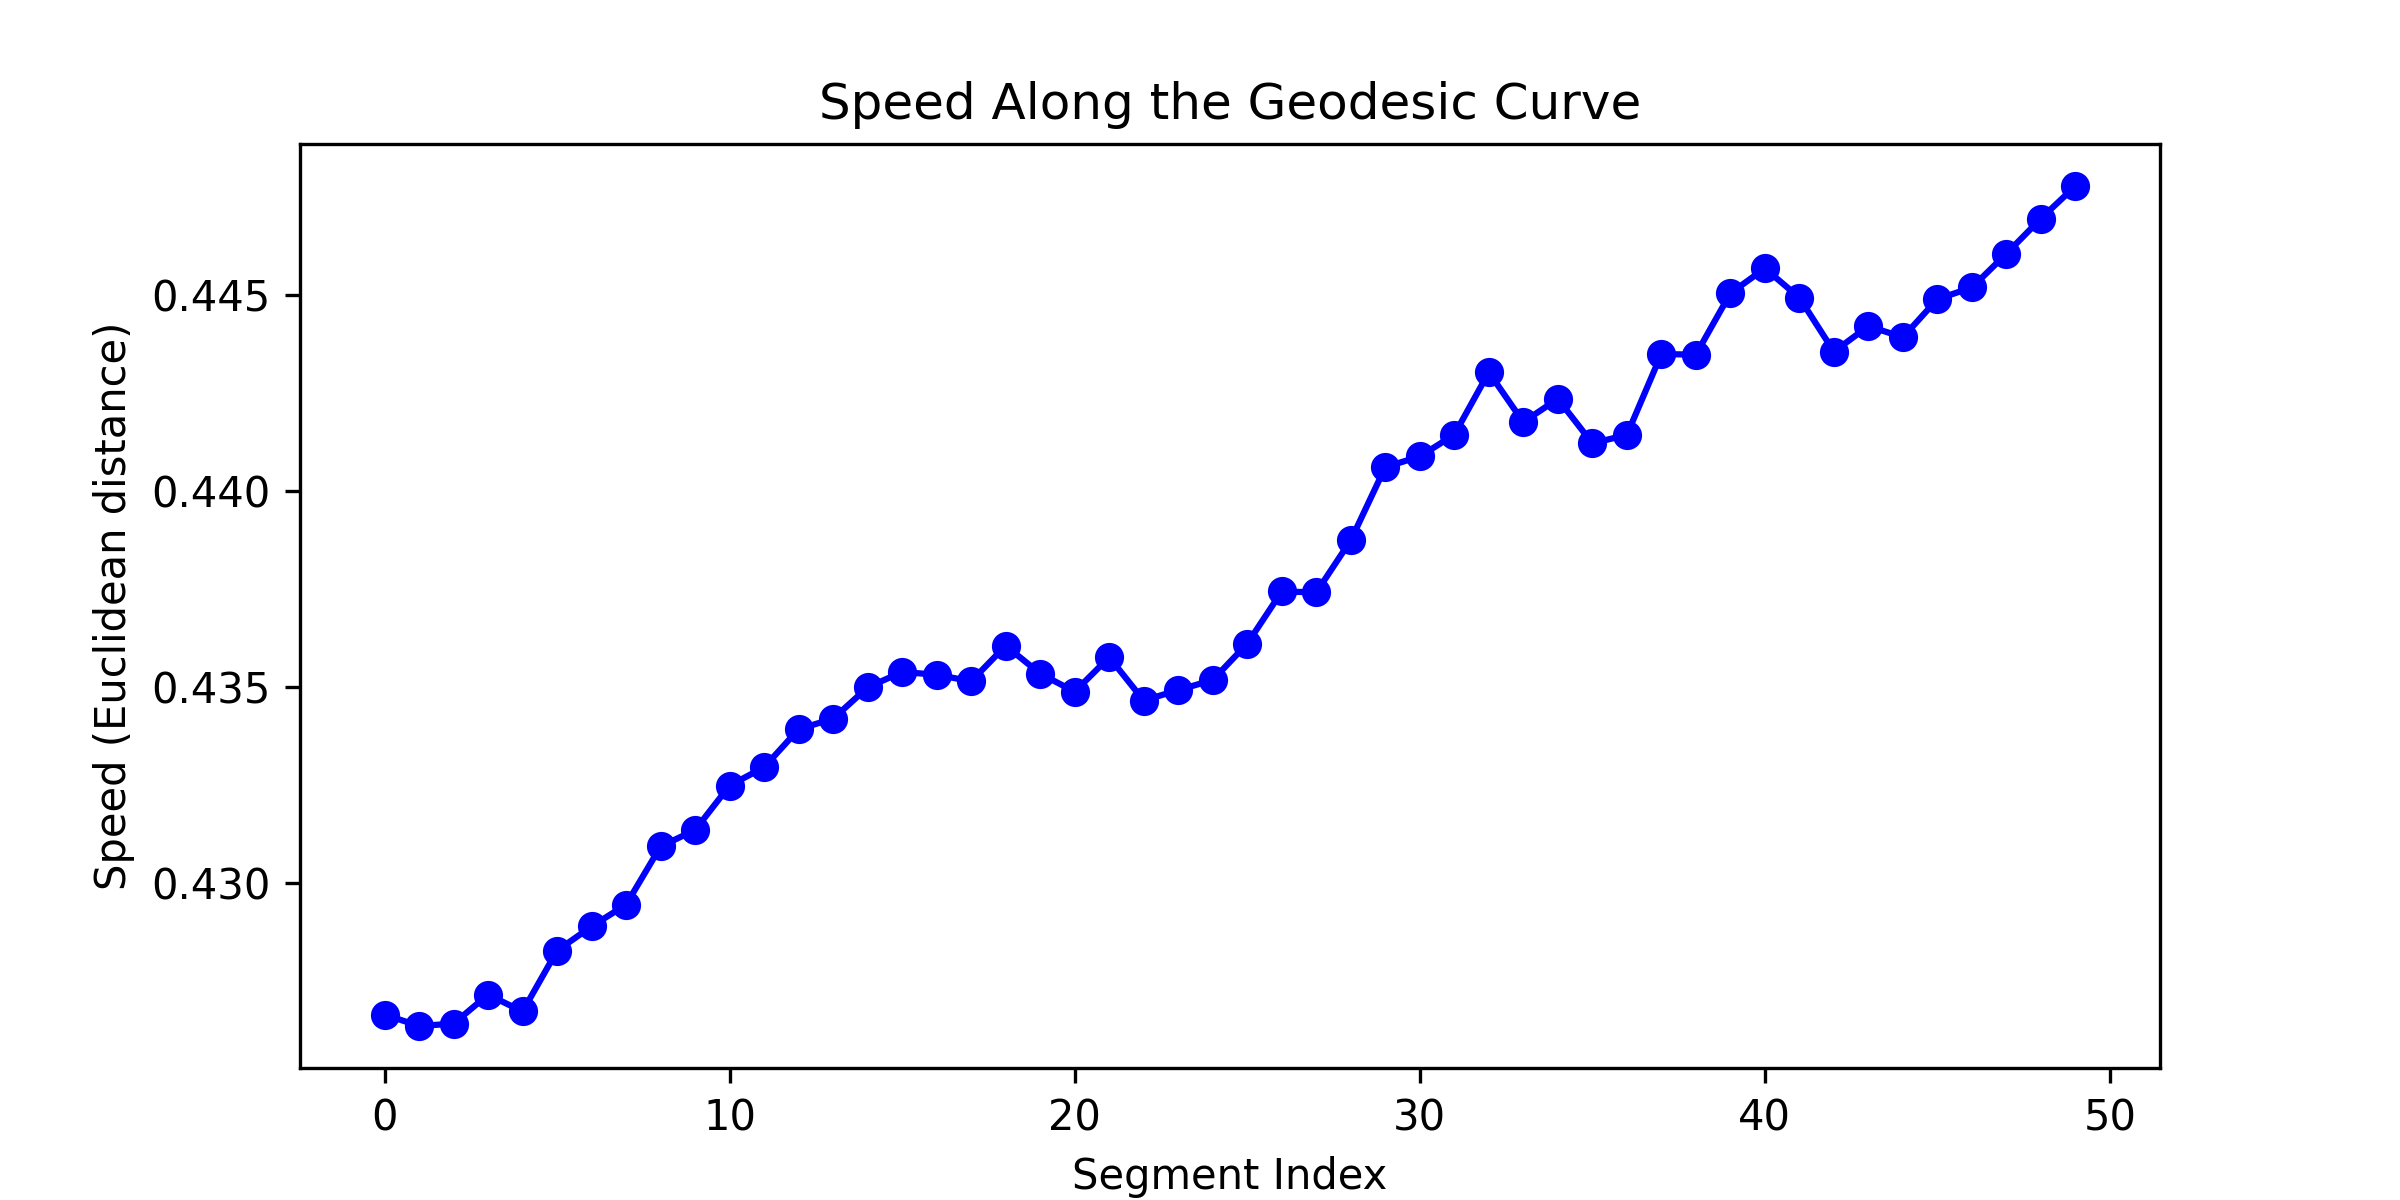 Speed Along the Geodesic Curve
Speed (Euclidean distance)
0.445
0.440
0.435
0.430
0 10 20 30 40 50
Segment Index